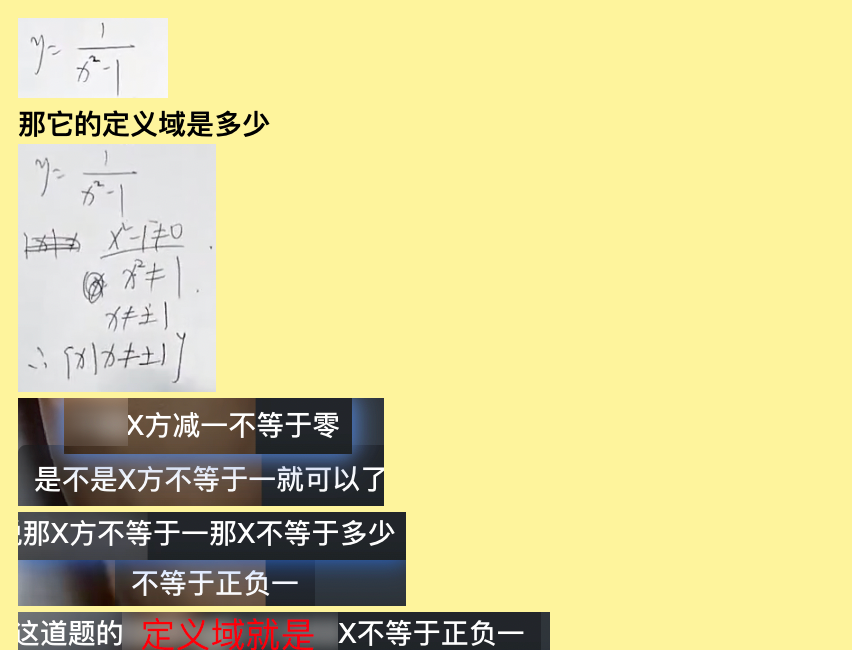 y= 1/x²-1
那它的定义域是多少
y= 1/x²-1
x²-1≠0
x²≠1
x≠±1
∴{x|x≠±1}
X方减一不等于零
是不是X方不等于一就可以了
那X方不等于一那X不等于多少
不等于正负一
这道题的 定义域就是 X不等于正负一